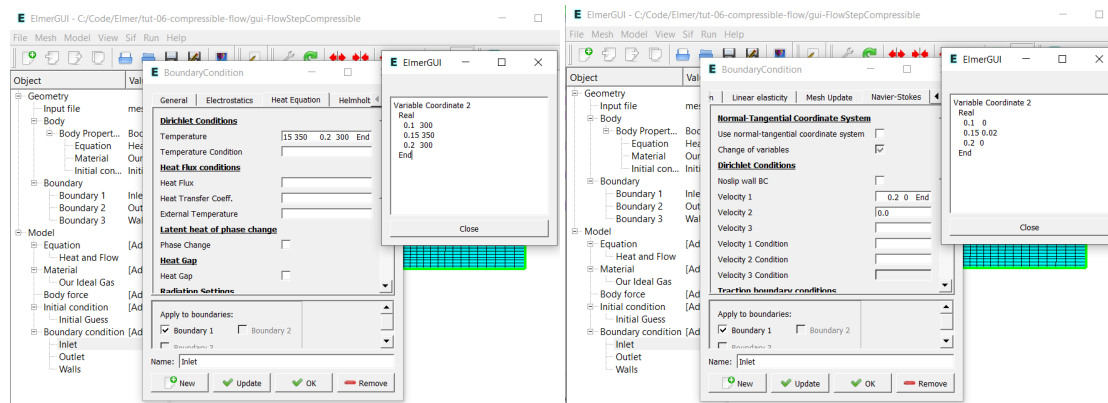 ElmerGUI - C:/Code/Elmer/tut-06-compressible-flow/gui-FlowStepCompressible
File Mesh Model View Sif Run Help
Object
Geometry
Input file
Body
Body Propert...
Equation
Material
Initial con...
Boundary
Boundary 1
Boundary 2
Boundary 3
Model
Equation [Ad
Heat and Flow
Material [Ad
Our Ideal Gas
Body force [Ad
Initial condition [Ad
Initial Guess
Boundary condition [Ad
Inlet
Outlet
Walls
BoundaryCondition
General Electrostatics Heat Equation Helmholt
Dirichlet Conditions
Temperature 15 350 0.2 300 End
Temperature Condition
Heat Flux conditions
Heat Flux
Heat Transfer Coeff.
External Temperature
Latent heat of phase change
Phase Change
Heat Gap
Heat Gap
Radiation Settings
Apply to boundaries:
Boundary 1 Boundary 2
Boundary 3
Name: Inlet
New Update OK Remove
ElmerGUI
Variable Coordinate 2
Real
0.1 300
0.15 350
0.2 300
End
Close
ElmerGUI - C:/Code/Elmer/tut-06-compressible-flow/gui-FlowStepCompressible
File Mesh Model View Sif Run Help
Object
Geometry
Input file
Body
Body Propert...
Equation
Material
Initial con...
Boundary
Boundary 1
Boundary 2
Boundary 3
Model
Equation [Ad
Heat and Flow
Material [Ad
Our Ideal Gas
Body force [Ad
Initial condition [Ad
Initial Guess
Boundary condition [Ad
Inlet
Outlet
Walls
BoundaryCondition
Linear elasticity Mesh Update Navier-Stokes
Normal-Tangential Coordinate System
Use normal-tangential coordinate system
Change of variables
Dirichlet Conditions
Noslip wall BC
Velocity 1 0.2 0 End
Velocity 2 0.0
Velocity 3
Velocity 1 Condition
Velocity 2 Condition
Velocity 3 Condition
Traction boundary conditions
Apply to boundaries:
Boundary 1 Boundary 2
Name: Inlet
New Update OK Remove
ElmerGUI
Variable Coordinate 2
Real
0.1 0
0.15 0.02
0.2 0
End
Close